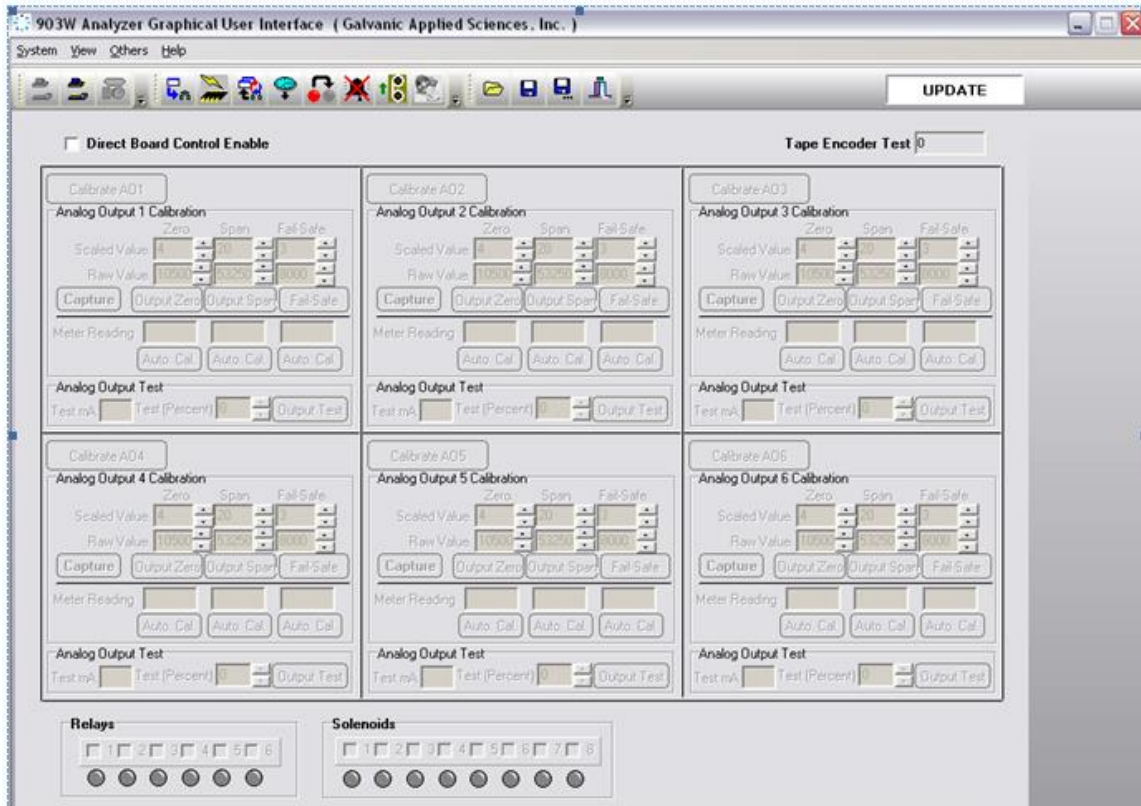 903W Analyzer Graphical User Interface ( Galvanic Applied Sciences, Inc. )
System View Others Help
UPDATE
Direct Board Control Enable
Tape Encoder Test 0
Calibrate AO1
Analog Output 1 Calibration
Zero Span Fail-Safe
Scaled Value 4 20 3
Raw Value 10500 53250 8000
Capture Output Zero Output Span Fail-Safe
Meter Reading
Auto. Cal. Auto. Cal. Auto. Cal.
Analog Output Test
Test mA Test (Percent) 0 Output Test
Calibrate AO2
Analog Output 2 Calibration
Zero Span Fail-Safe
Scaled Value 4 20 3
Raw Value 10500 53250 8000
Capture Output Zero Output Span Fail-Safe
Meter Reading
Auto. Cal. Auto. Cal. Auto. Cal.
Analog Output Test
Test mA Test (Percent) 0 Output Test
Calibrate AO3
Analog Output 3 Calibration
Zero Span Fail-Safe
Scaled Value 4 20 3
Raw Value 10500 53250 8000
Capture Output Zero Output Span Fail-Safe
Meter Reading
Auto. Cal. Auto. Cal. Auto. Cal.
Analog Output Test
Test mA Test (Percent) 0 Output Test
Calibrate AO4
Analog Output 4 Calibration
Zero Span Fail-Safe
Scaled Value 4 20 3
Raw Value 10500 53250 8000
Capture Output Zero Output Span Fail-Safe
Meter Reading
Auto. Cal. Auto. Cal. Auto. Cal.
Analog Output Test
Test mA Test (Percent) 0 Output Test
Calibrate AO5
Analog Output 5 Calibration
Zero Span Fail-Safe
Scaled Value 4 20 3
Raw Value 10500 53250 8000
Capture Output Zero Output Span Fail-Safe
Meter Reading
Auto. Cal. Auto. Cal. Auto. Cal.
Analog Output Test
Test mA Test (Percent) 0 Output Test
Calibrate AO6
Analog Output 6 Calibration
Zero Span Fail-Safe
Scaled Value 4 20 3
Raw Value 10500 53250 8000
Capture Output Zero Output Span Fail-Safe
Meter Reading
Auto. Cal. Auto. Cal. Auto. Cal.
Analog Output Test
Test mA Test (Percent) 0 Output Test
Relays
1 2 3 4 5 6
Solenoids
1 2 3 4 5 6 7 8